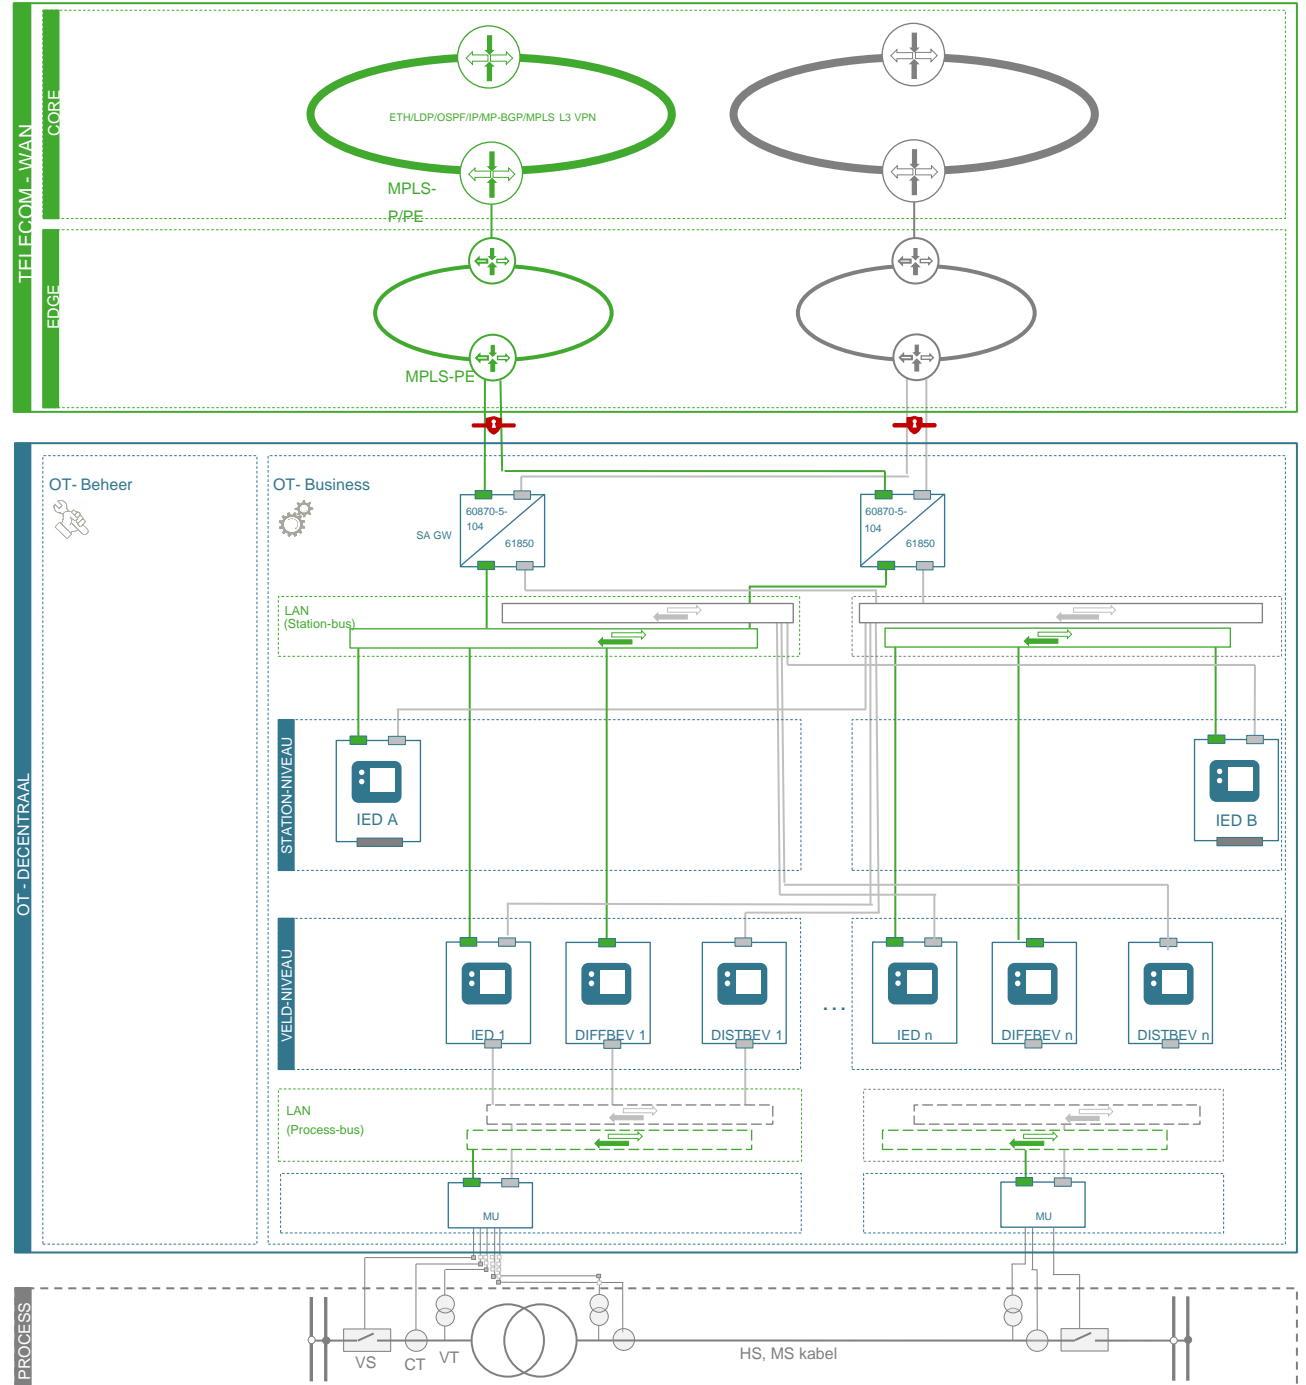 TELECOM - WAN
CORE
ETH/LDP/OSPF/IP/MP-BGP/MPLS L3 VPN
MPLS-
P/PE
EDGE
MPLS-PE
OT - DECENTRAAL
OT- Beheer
OT- Business
SA GW
60870-5-
104
61850
60870-5-
104
61850
LAN
(Station-bus)
STATION-NIVEAU
IED A
IED B
VELD-NIVEAU
IED 1
DIFFBEV 1
DISTBEV 1
...
IED n
DIFFBEV n
DISTBEV n
LAN
(Process-bus)
MU
MU
PROCESS
VS
CT
VT
HS, MS kabel